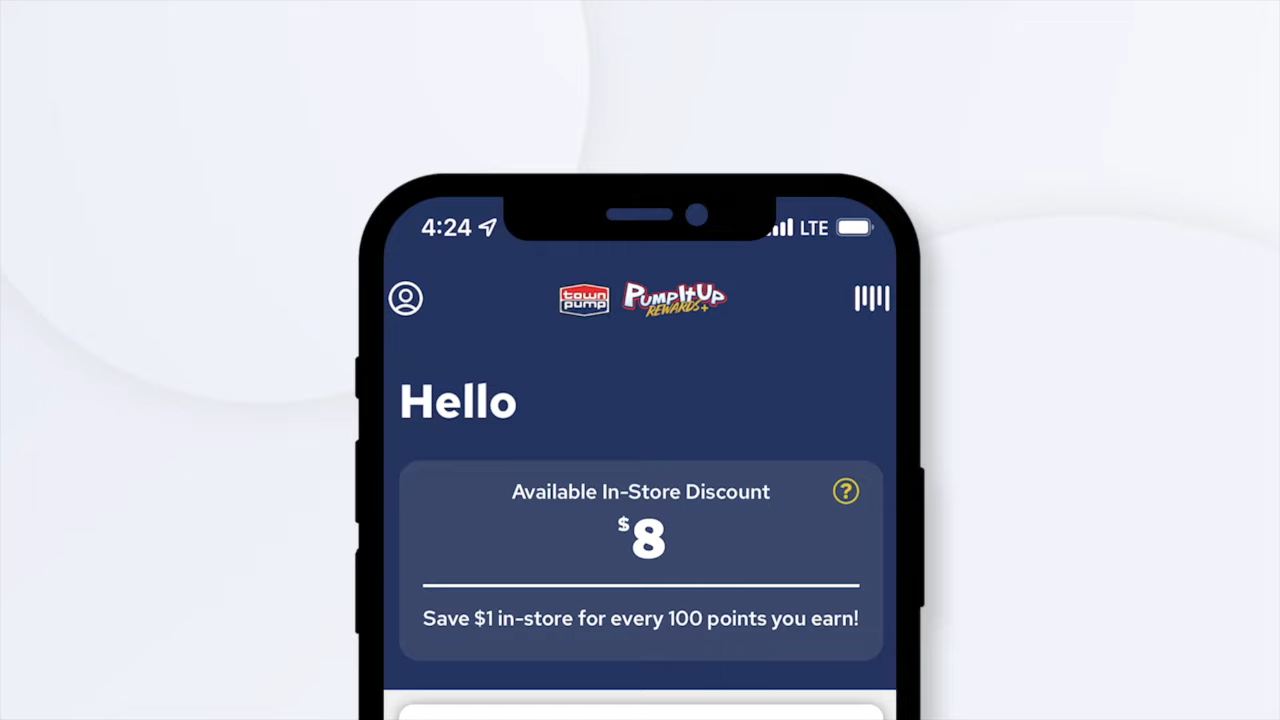 4:24 LTE
town pump PumpItUp
REWARDS+
Hello
Available In-Store Discount ?
$8
Save $1 in-store for every 100 points you earn!